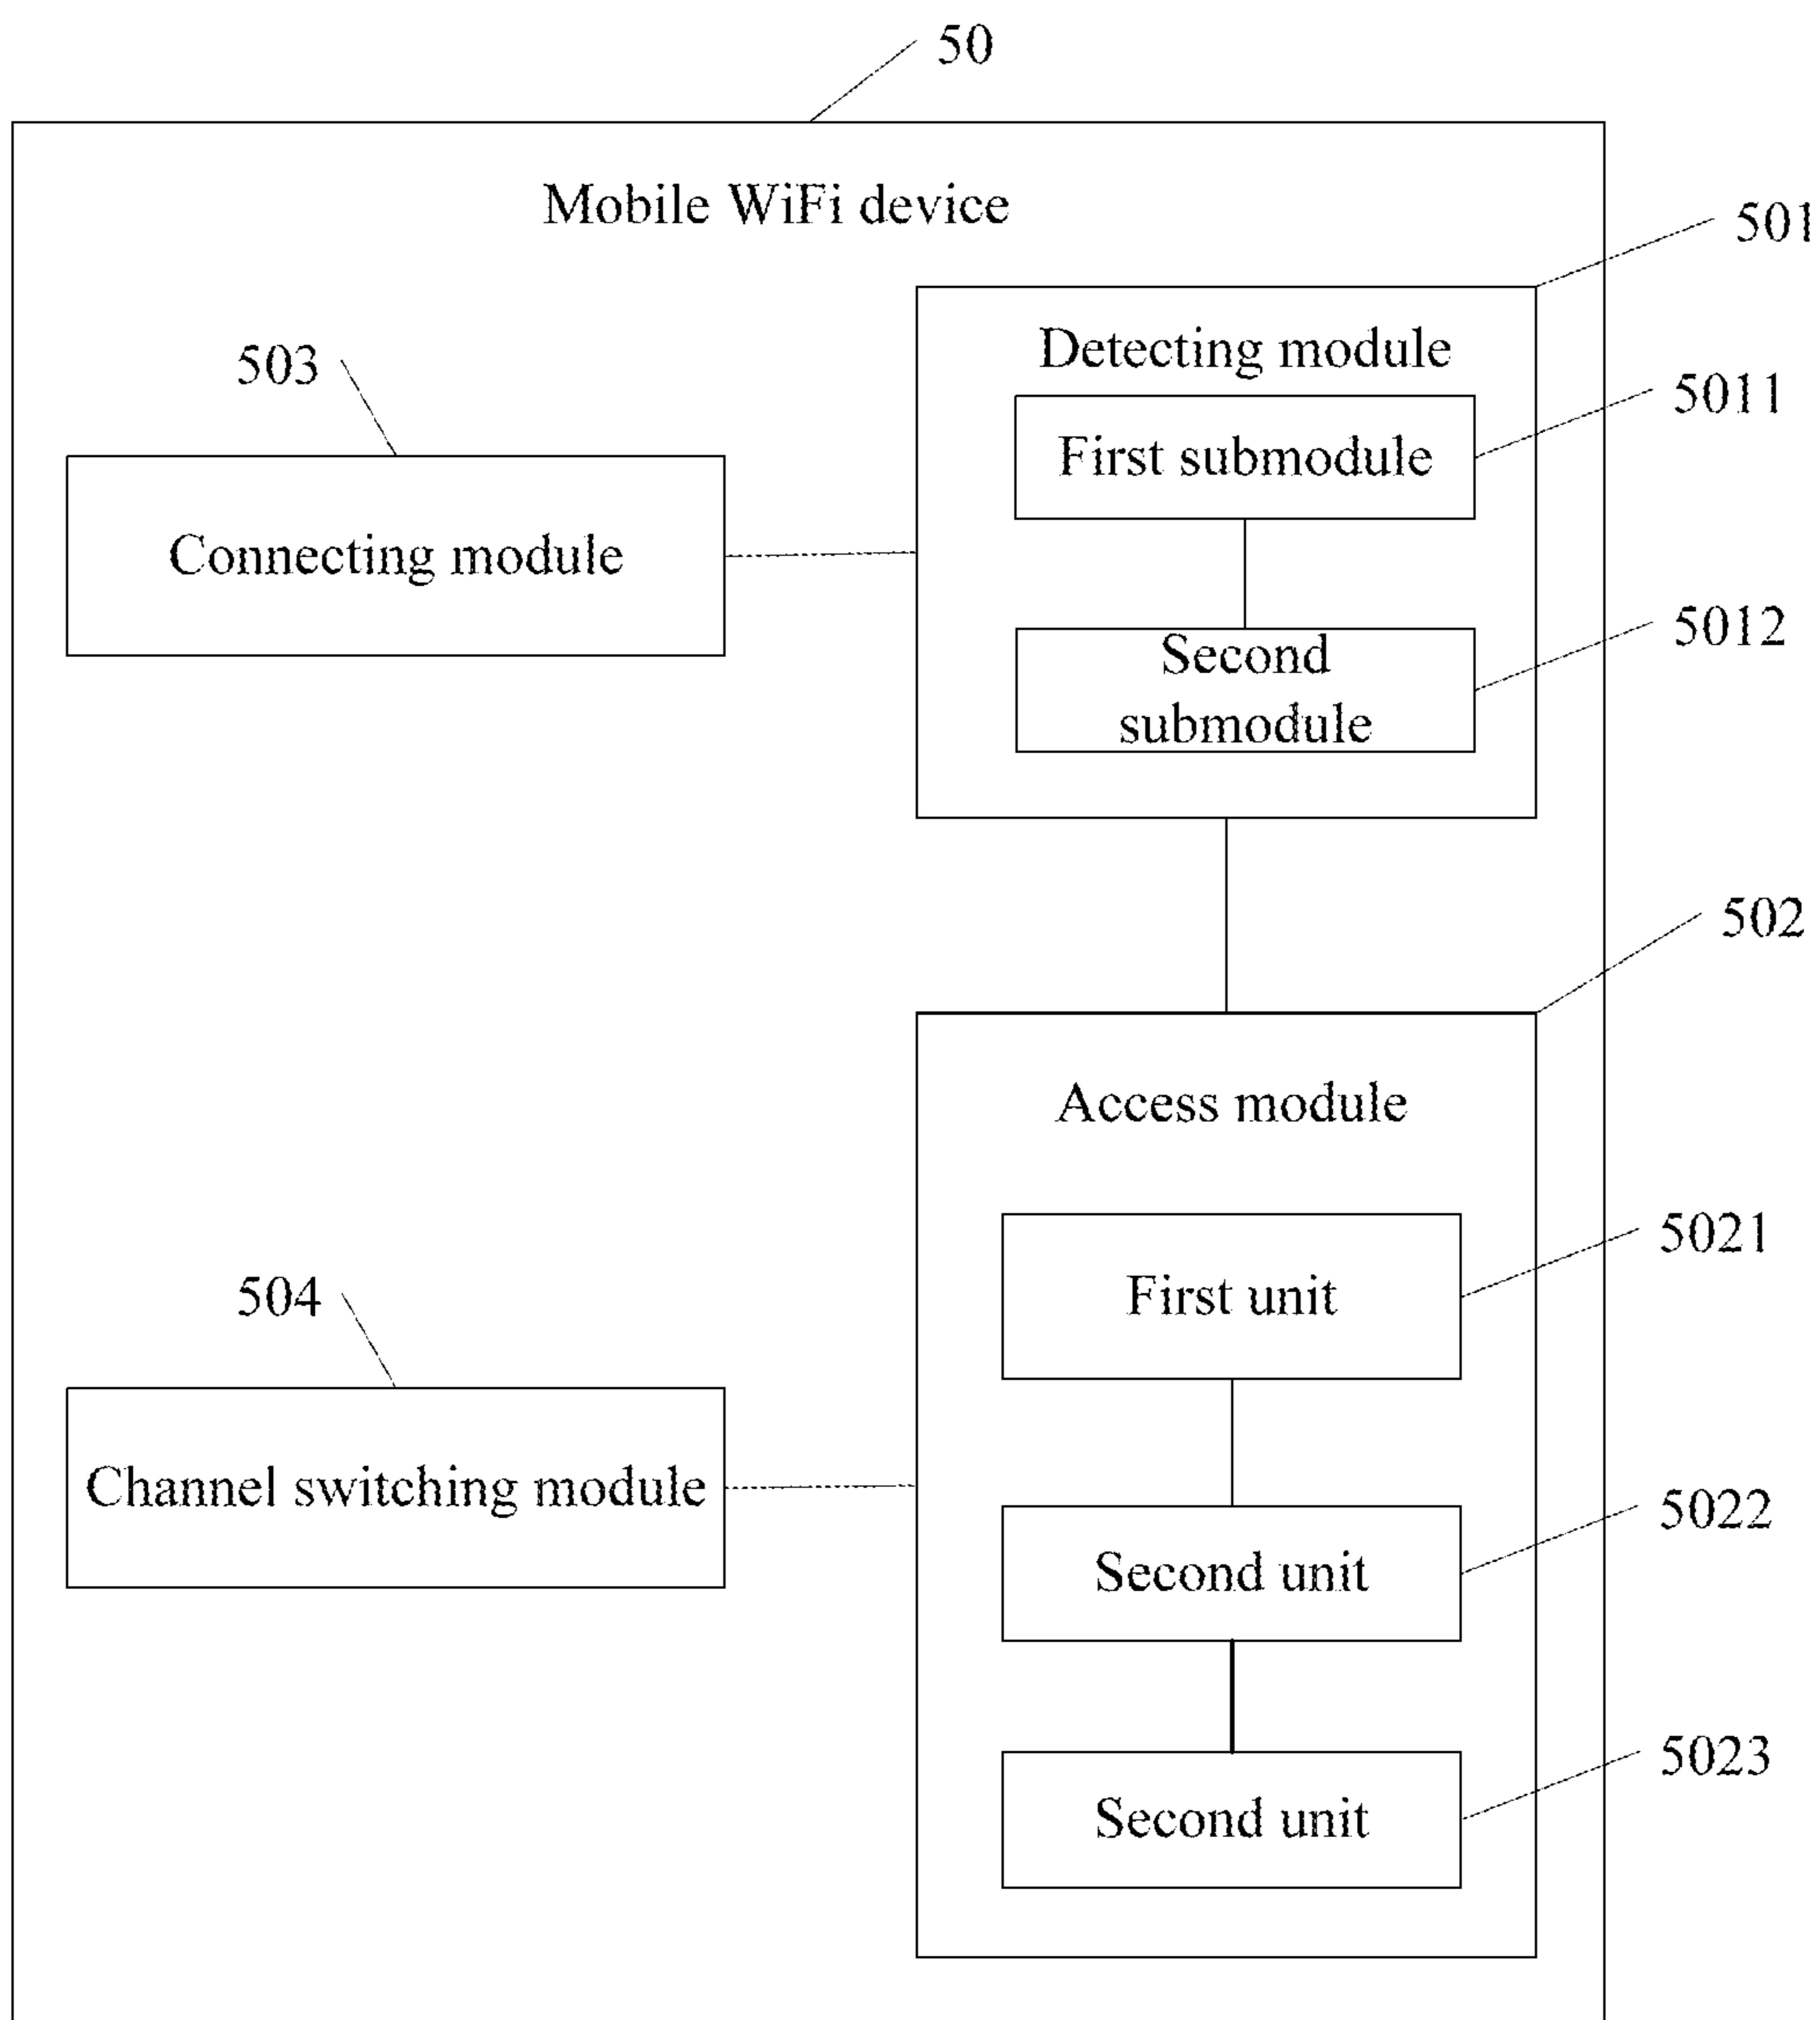 50
Mobile WiFi device
501
Detecting module
503
5011
First submodule
Connecting module
5012
Second
submodule
502
Access module
5021
First unit
504
Channel switching module
5022
Second unit
5023
Second unit